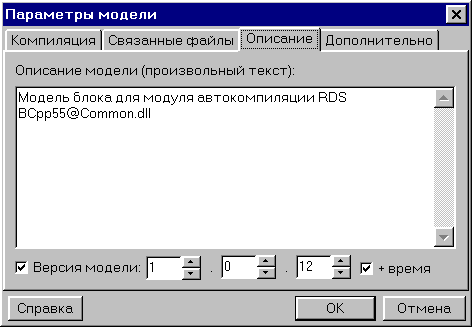 Параметры модели
Компиляция Связанные файлы Описание Дополнительно
Описание модели (произвольный текст):
Модель блока для модуля автокомпиляции RDS
BCpp55@Common.dll
Версия модели: 1 . 0 . 12 + время
Справка OK Отмена